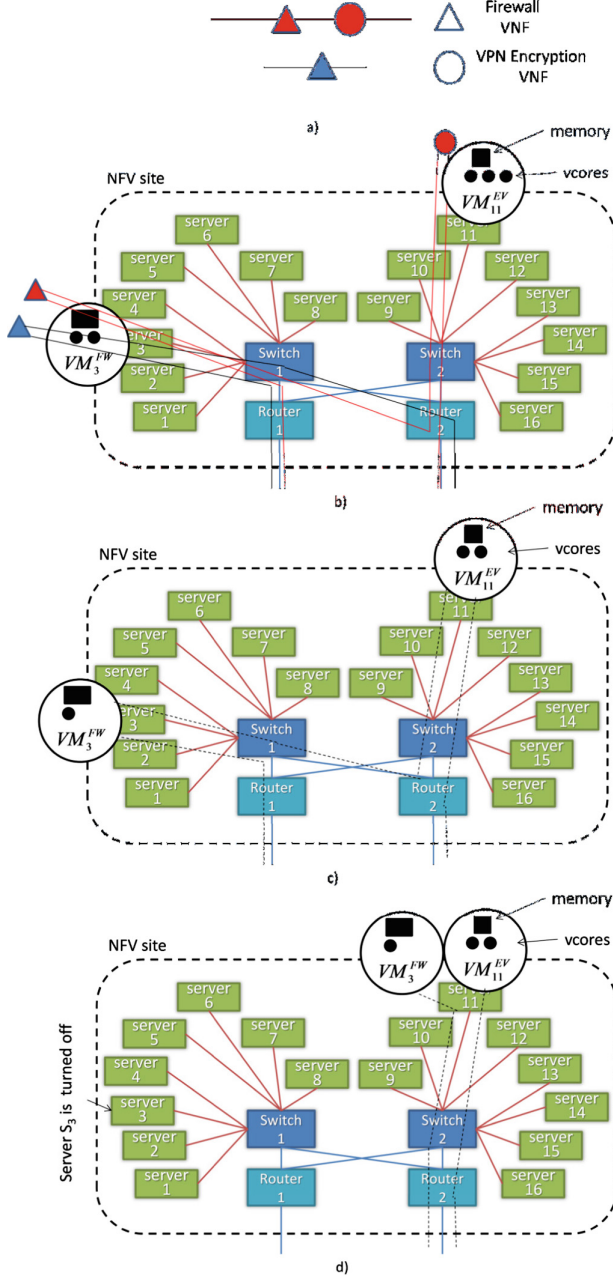 Firewall
VNF
VPN Encryption
VNF
a)
memory
vcores
VM₁₁^EV
NFV site
server
6
server
5
server
7
server
4
server
8
server
3
VM₃^FW
server
2
server
1
Switch
1
Router
1
server
11
server
10
server
12
server
9
server
13
server
14
server
15
server
16
Switch
2
Router
2
b)
memory
vcores
VM₁₁^EV
NFV site
server
6
server
5
server
7
server
4
server
8
server
3
VM₃^FW
server
2
server
1
Switch
1
Router
1
server
11
server
10
server
12
server
9
server
13
server
14
server
15
server
16
Switch
2
Router
2
c)
memory
vcores
VM₃^FW
VM₁₁^EV
NFV site
Server S₃ is turned off
server
6
server
5
server
7
server
4
server
8
server
3
server
2
server
1
Switch
1
Router
1
server
11
server
10
server
12
server
9
server
13
server
14
server
15
server
16
Switch
2
Router
2
d)